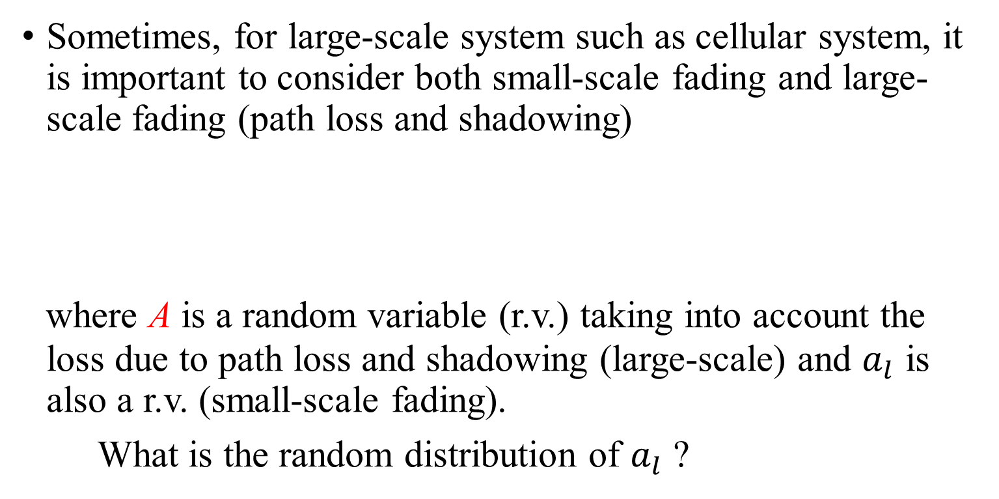 • Sometimes, for large-scale system such as cellular system, it
is important to consider both small-scale fading and large-
scale fading (path loss and shadowing)
where A is a random variable (r.v.) taking into account the
loss due to path loss and shadowing (large-scale) and aₗ is
also a r.v. (small-scale fading).
What is the random distribution of aₗ ?